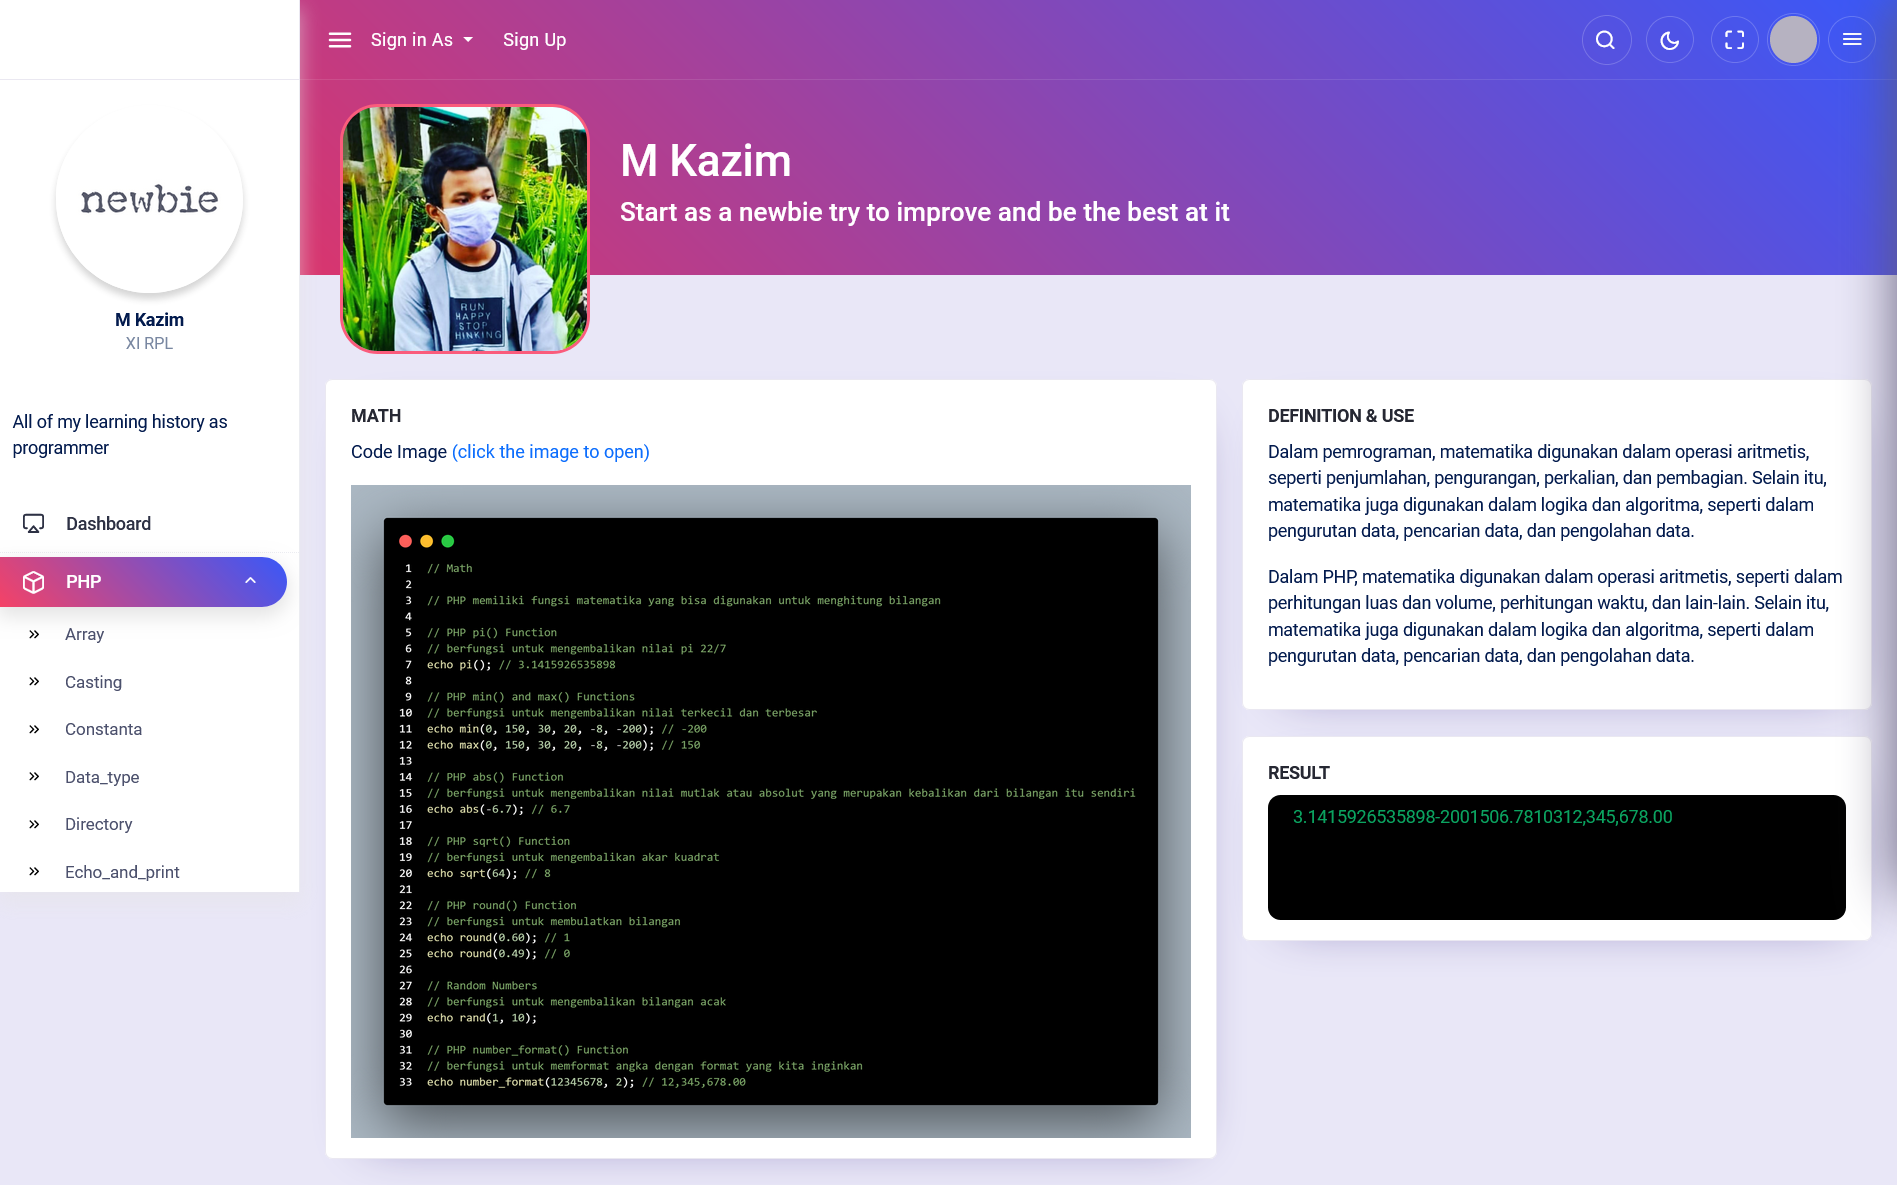 Sign in As
Sign Up
newbie
M Kazim
XI RPL
All of my learning history as
programmer
Dashboard
PHP
Array
Casting
Constanta
Data_type
Directory
Echo_and_print
M Kazim
Start as a newbie try to improve and be the best at it
RUN
HAPPY
STOP
HINKING
MATH
Code Image (click the image to open)
1 // Math
2
3 // PHP memiliki fungsi matematika yang bisa digunakan untuk menghitung bilangan
4
5 // PHP pi() Function
6 // berfungsi untuk mengembalikan nilai pi 22/7
7 echo pi(); // 3.1415926535898
8
9 // PHP min() and max() Functions
10 // berfungsi untuk mengembalikan nilai terkecil dan terbesar
11 echo min(0, 150, 30, 20, -8, -200); // -200
12 echo max(0, 150, 30, 20, -8, -200); // 150
13
14 // PHP abs() Function
15 // berfungsi untuk mengembalikan nilai mutlak atau absolut yang merupakan kebalikan dari bilangan itu sendiri
16 echo abs(-6.7); // 6.7
17
18 // PHP sqrt() Function
19 // berfungsi untuk mengembalikan akar kuadrat
20 echo sqrt(64); // 8
21
22 // PHP round() Function
23 // berfungsi untuk membulatkan bilangan
24 echo round(0.60); // 1
25 echo round(0.49); // 0
26
27 // Random Numbers
28 // berfungsi untuk mengembalikan bilangan acak
29 echo rand(1, 10);
30
31 // PHP number_format() Function
32 // berfungsi untuk memformat angka dengan format yang kita inginkan
33 echo number_format(12345678, 2); // 12,345,678.00
DEFINITION & USE
Dalam pemrograman, matematika digunakan dalam operasi aritmetis,
seperti penjumlahan, pengurangan, perkalian, dan pembagian. Selain itu,
matematika juga digunakan dalam logika dan algoritma, seperti dalam
pengurutan data, pencarian data, dan pengolahan data.
Dalam PHP, matematika digunakan dalam operasi aritmetis, seperti dalam
perhitungan luas dan volume, perhitungan waktu, dan lain-lain. Selain itu,
matematika juga digunakan dalam logika dan algoritma, seperti dalam
pengurutan data, pencarian data, dan pengolahan data.
RESULT
3.1415926535898-2001506.7810312,345,678.00